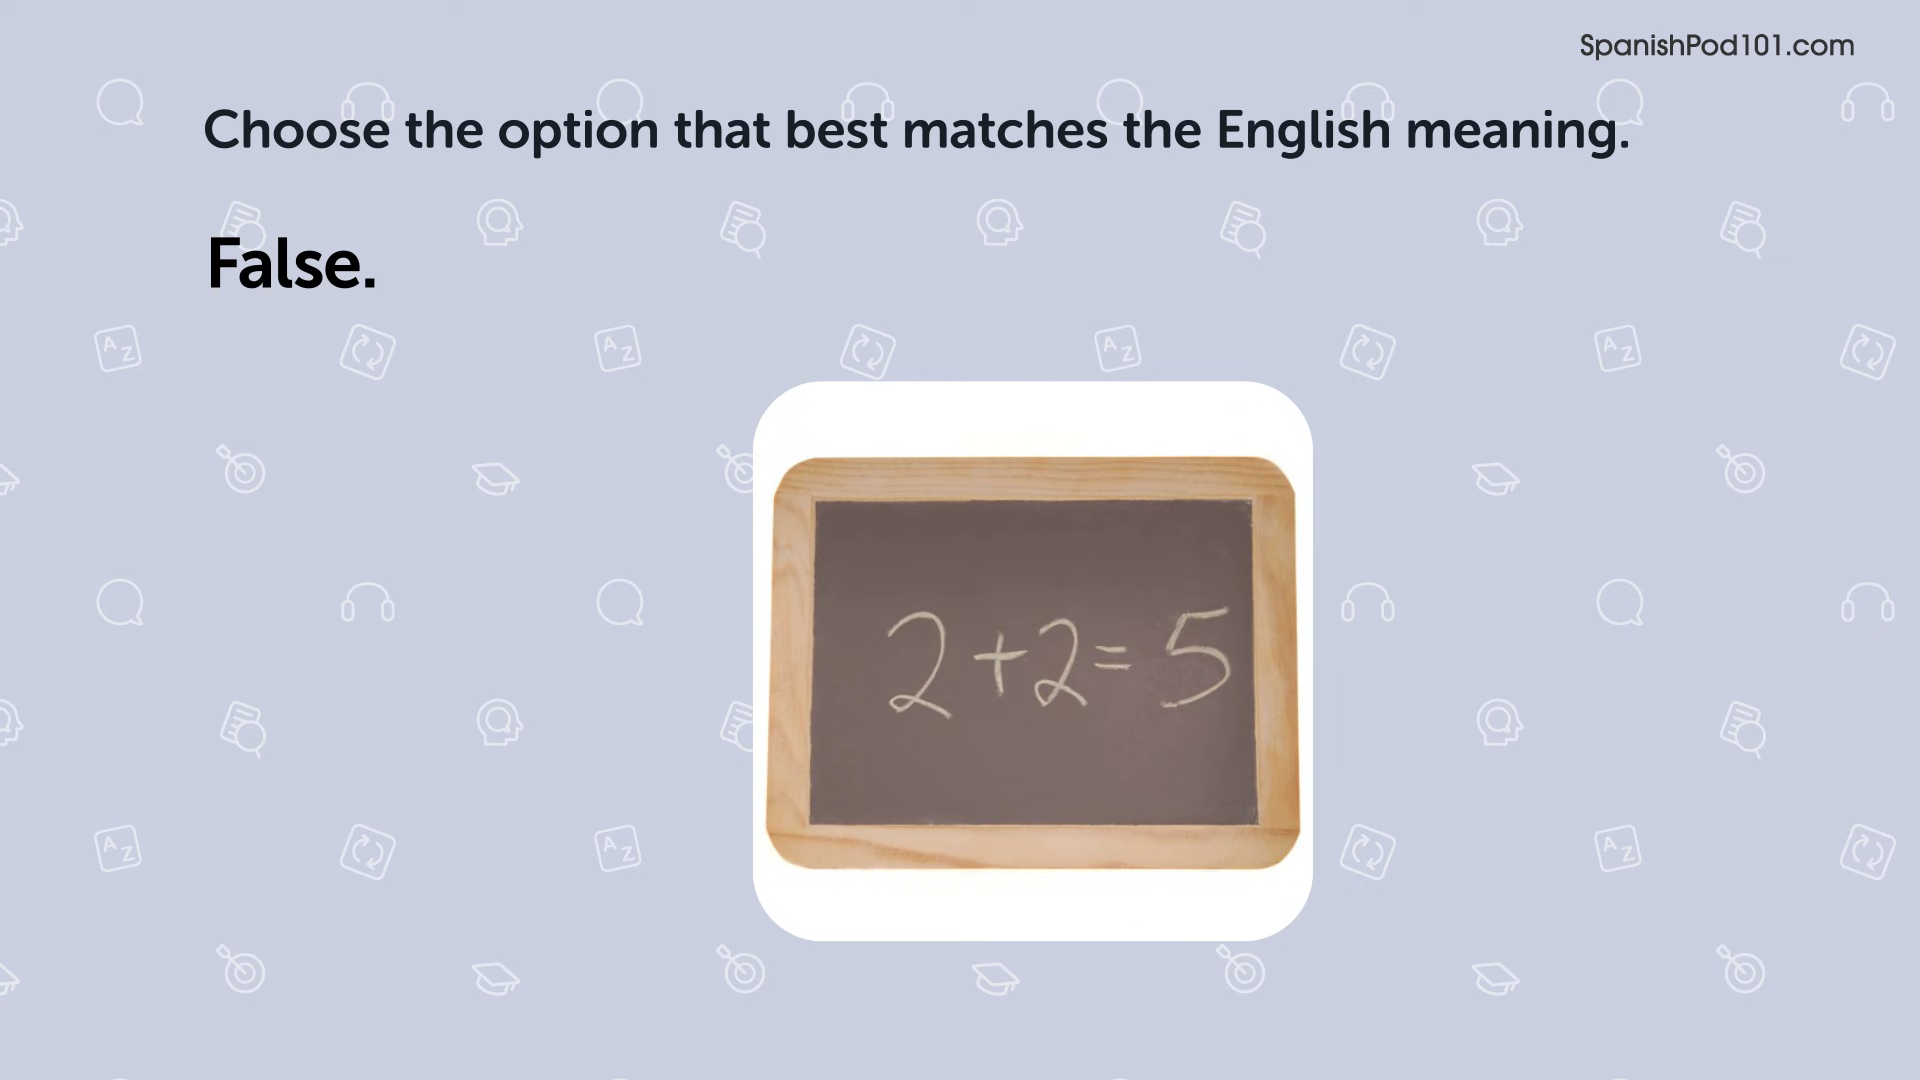 SpanishPod101.com
Choose the option that best matches the English meaning.
False.
2+2=5